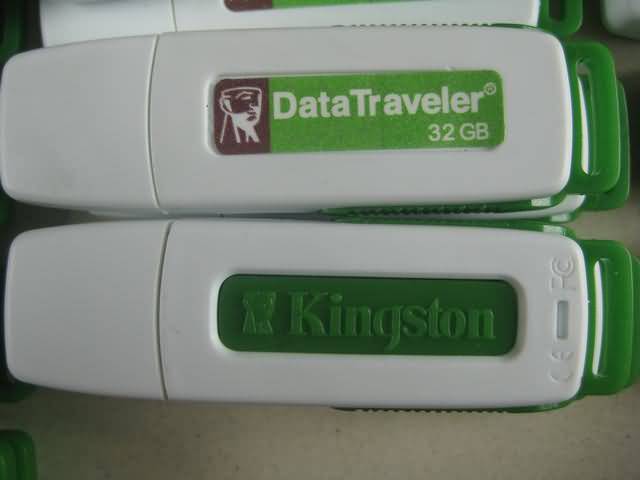 DataTraveler®
32 GB
Kingston
FC
CE